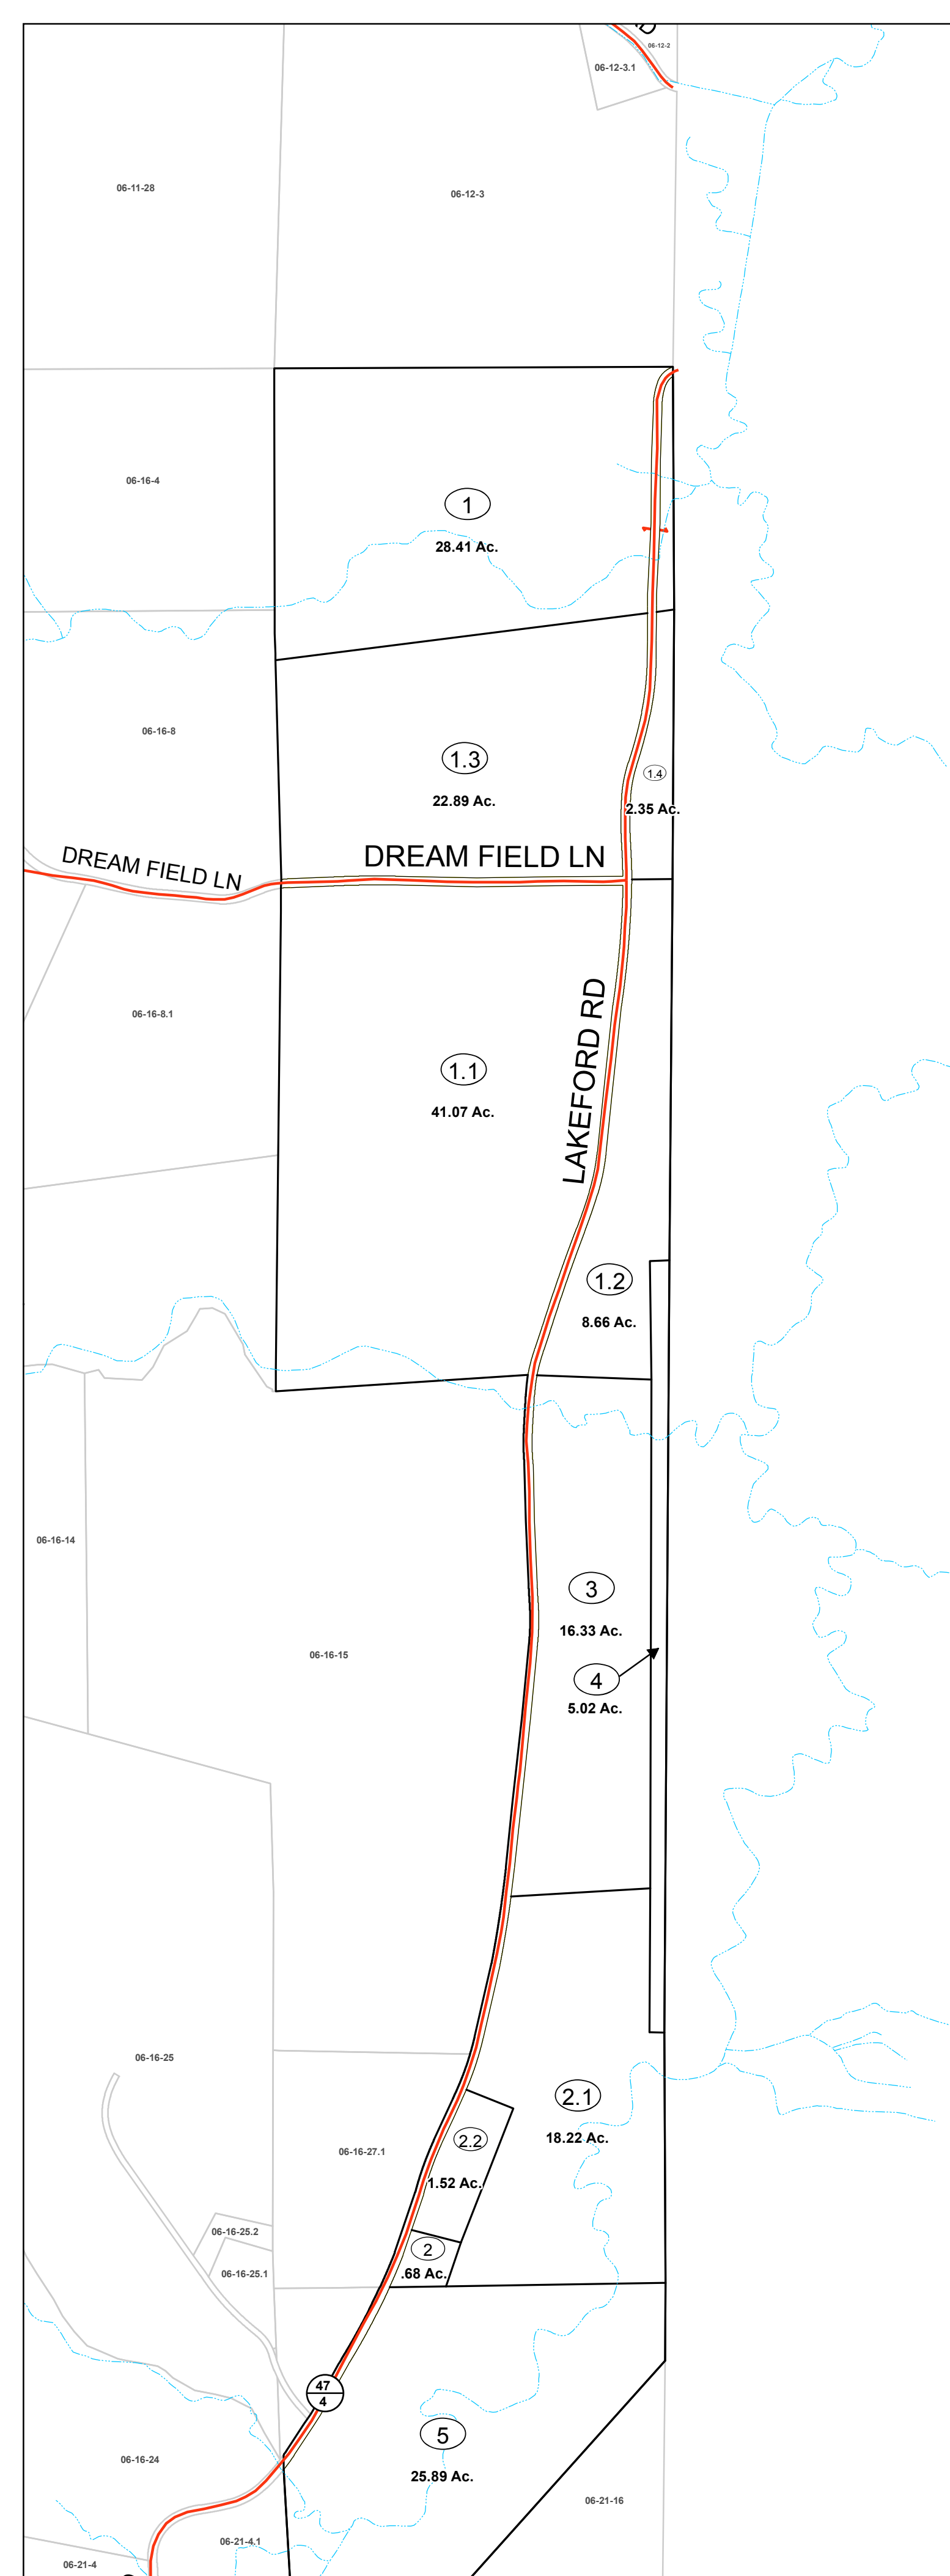 06-12-2
06-12-3.1
06-11-28
06-12-3
06-16-4
1
28.41 Ac.
06-16-8
1.3
22.89 Ac.
1.4
2.35 Ac.
DREAM FIELD LN
DREAM FIELD LN
LAKEFORD RD
06-16-8.1
1.1
41.07 Ac.
1.2
8.66 Ac.
06-16-14
3
16.33 Ac.
06-16-15
4
5.02 Ac.
06-16-25
2.1
18.22 Ac.
2.2
06-16-27.1
1.52 Ac.
06-16-25.2
2
.68 Ac.
06-16-25.1
47
4
5
25.89 Ac.
06-16-24
06-21-16
06-21-4.1
06-21-4